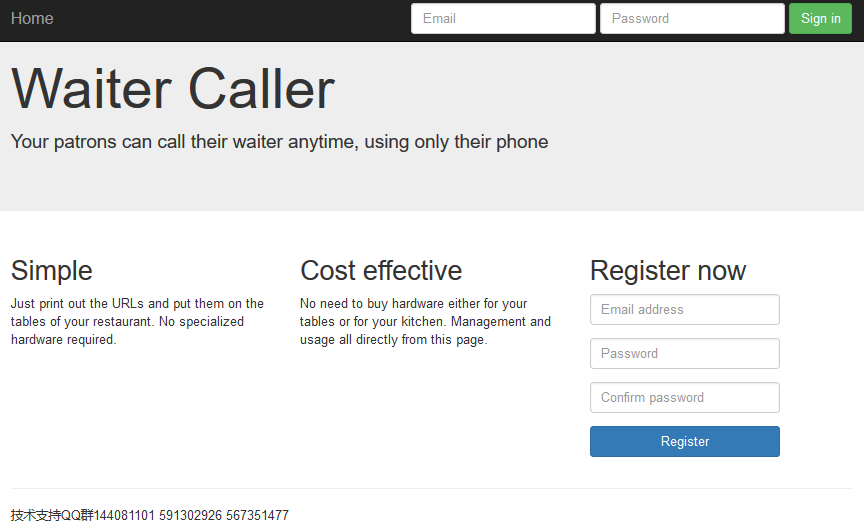 Home
Email
Password
Sign in
Waiter Caller
Your patrons can call their waiter anytime, using only their phone
Simple
Just print out the URLs and put them on the
tables of your restaurant. No specialized
hardware required.
Cost effective
No need to buy hardware either for your
tables or for your kitchen. Management and
usage all directly from this page.
Register now
Email address
Password
Confirm password
Register
技术支持QQ群144081101 591302926 567351477